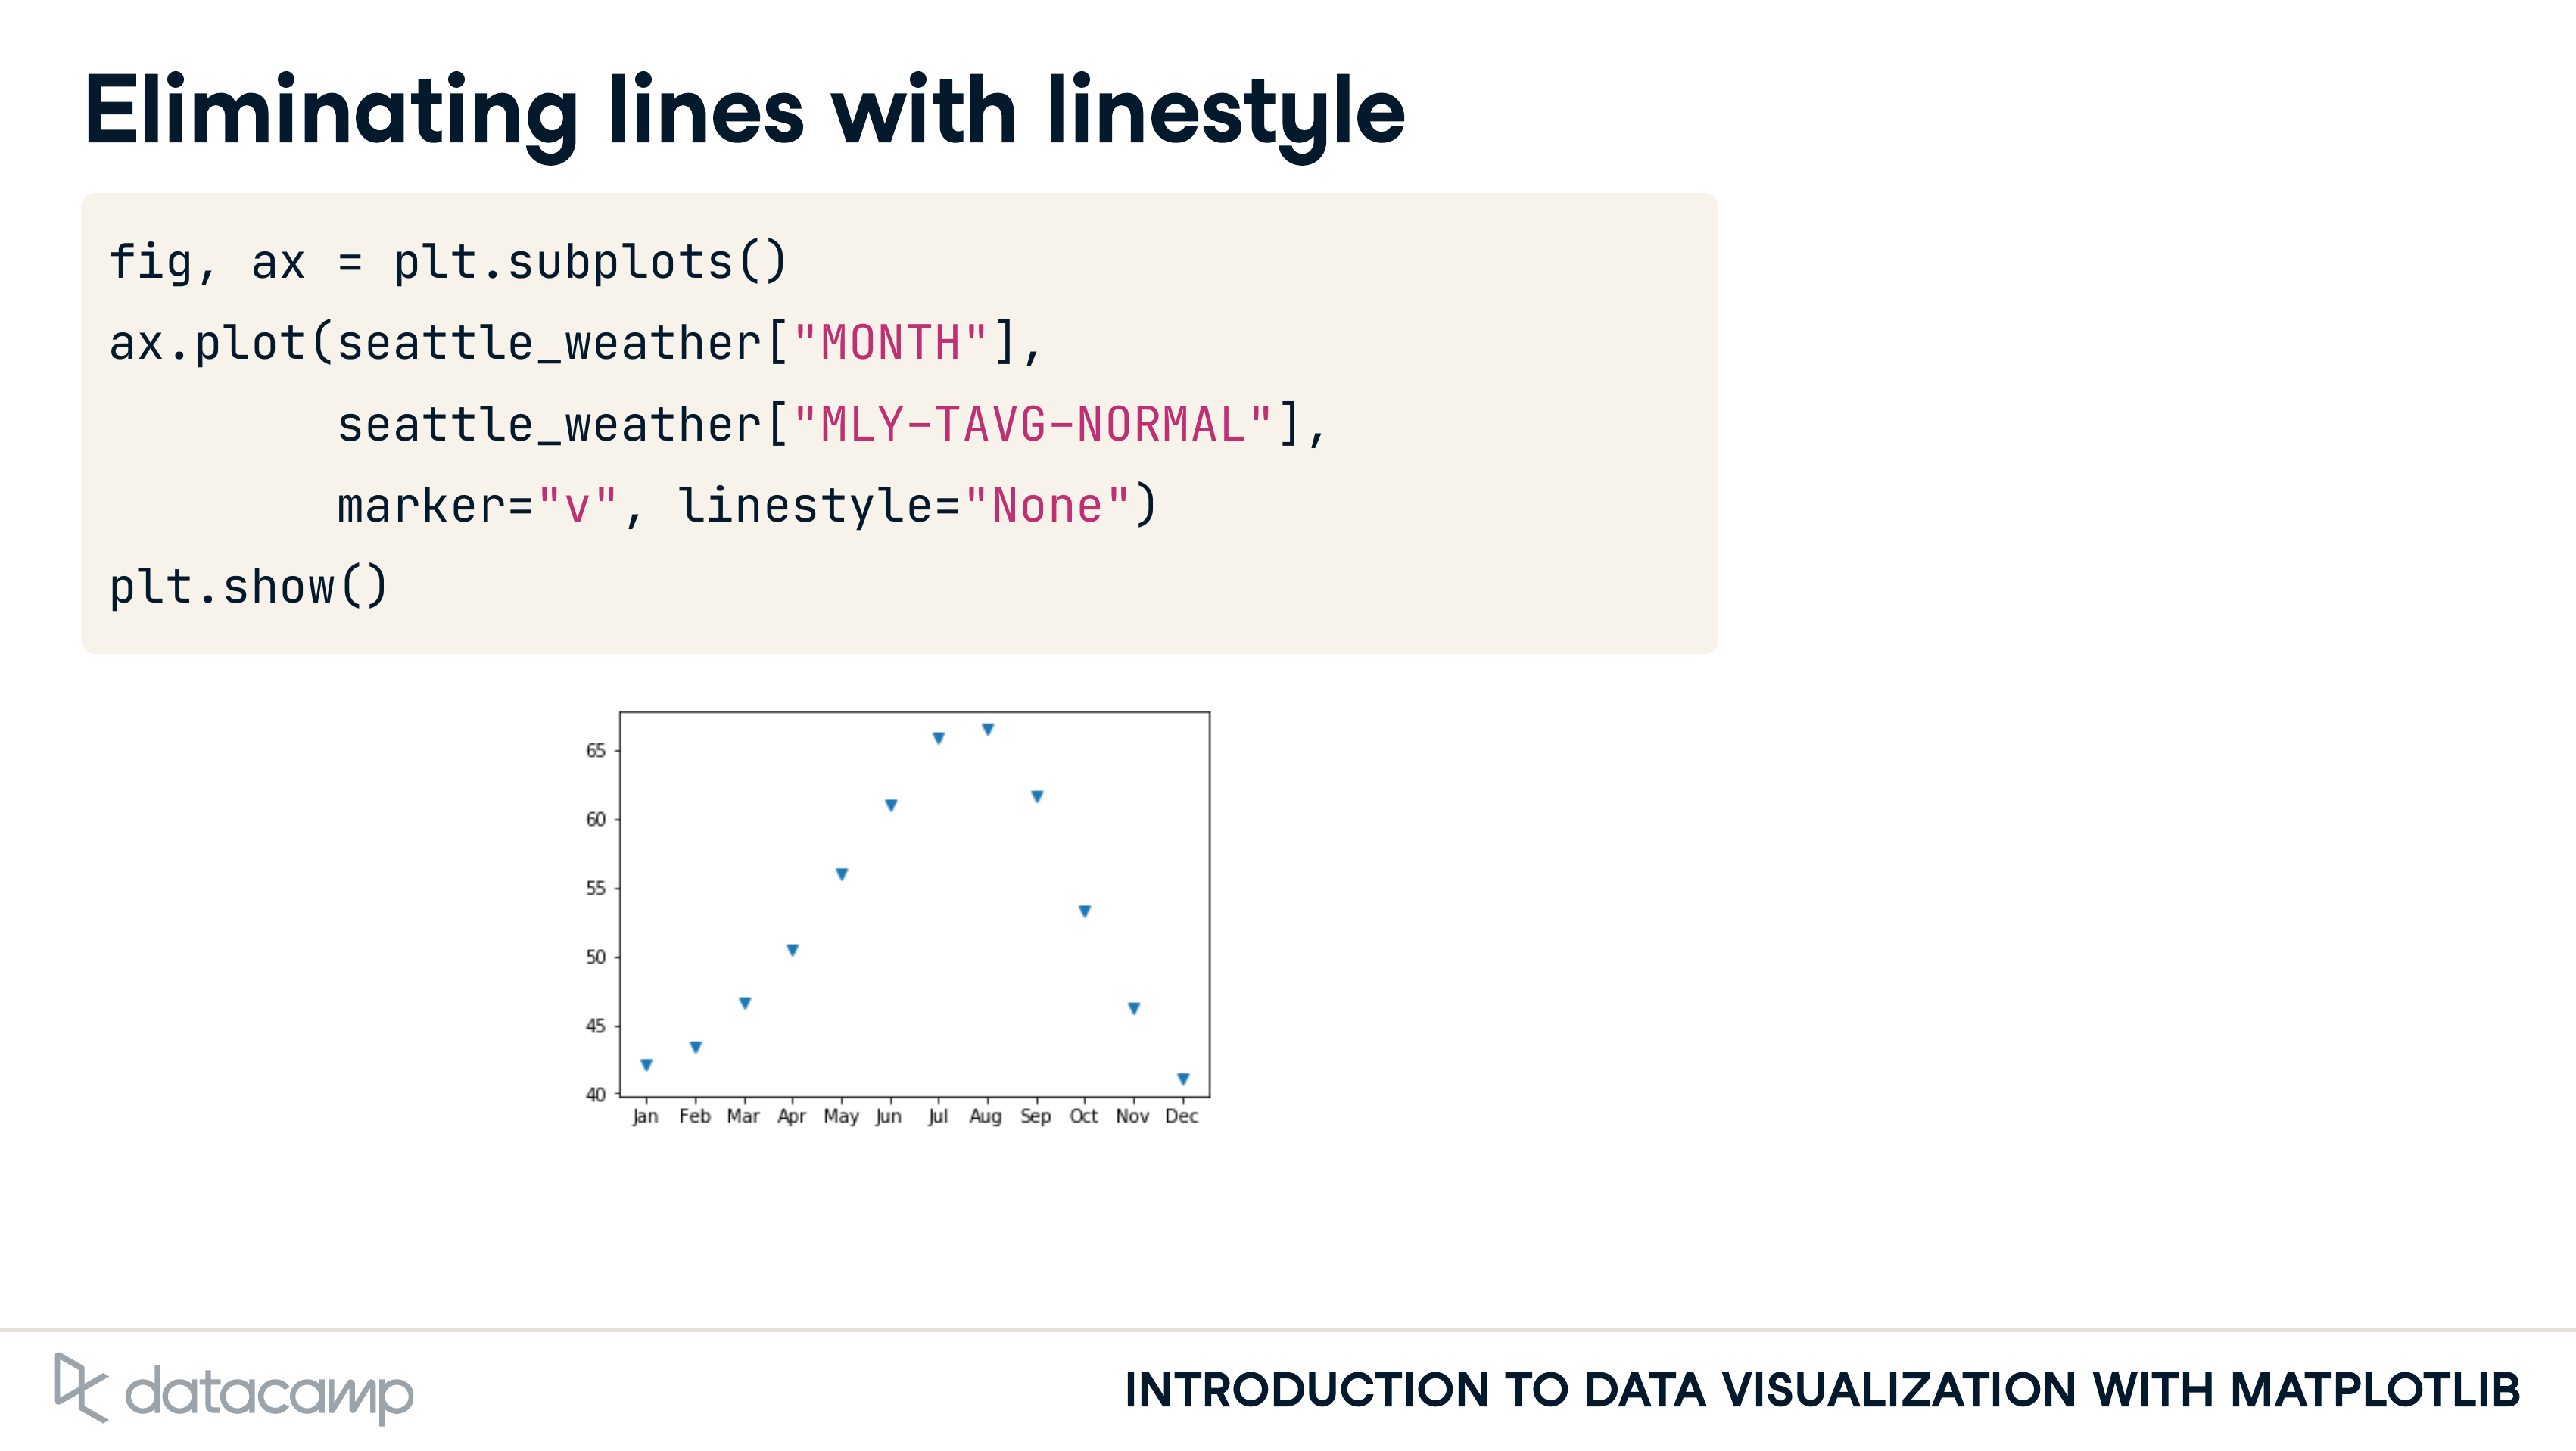 Eliminating lines with linestyle
fig, ax = plt.subplots()
ax.plot(seattle_weather["MONTH"],
        seattle_weather["MLY-TAVG-NORMAL"],
        marker="v", linestyle="None")
plt.show()
65
60
55
50
45
40
Jan Feb Mar Apr May Jun Jul Aug Sep Oct Nov Dec
datacamp
INTRODUCTION TO DATA VISUALIZATION WITH MATPLOTLIB